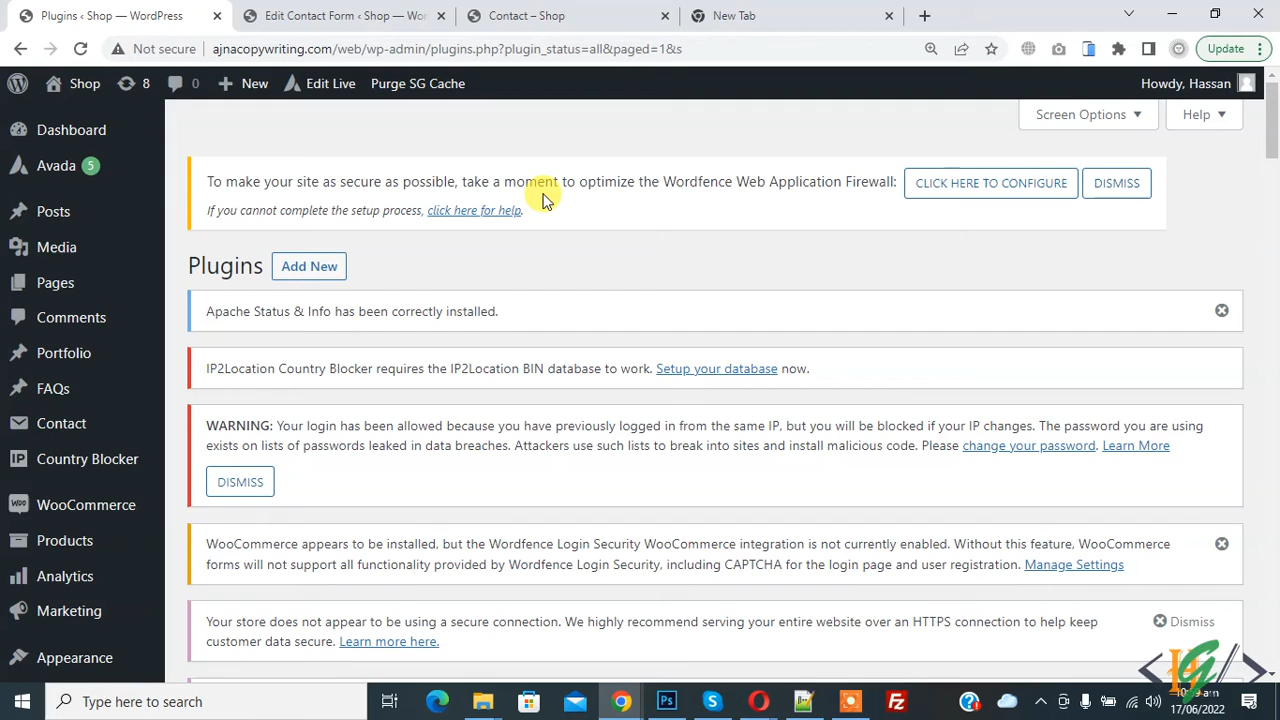 Plugins ‹ Shop — WordPress
Edit Contact Form ‹ Shop — Wo
Contact – Shop
New Tab
Not secure
ajnacopywriting.com/web/wp-admin/plugins.php?plugin_status=all&paged=1&s
Update
Shop
8
0
New
Edit Live
Purge SG Cache
Howdy, Hassan
Screen Options
Help
Dashboard
Avada 5
Posts
Media
Pages
Comments
Portfolio
FAQs
Contact
IP Country Blocker
WOO WooCommerce
Products
Analytics
Marketing
Appearance
To make your site as secure as possible, take a moment to optimize the Wordfence Web Application Firewall:
CLICK HERE TO CONFIGURE
DISMISS
If you cannot complete the setup process, click here for help.
Plugins
Add New
Apache Status & Info has been correctly installed.
IP2Location Country Blocker requires the IP2Location BIN database to work. Setup your database now.
WARNING: Your login has been allowed because you have previously logged in from the same IP, but you will be blocked if your IP changes. The password you are using
exists on lists of passwords leaked in data breaches. Attackers use such lists to break into sites and install malicious code. Please change your password. Learn More
DISMISS
WooCommerce appears to be installed, but the Wordfence Login Security WooCommerce integration is not currently enabled. Without this feature, WooCommerce
forms will not support all functionality provided by Wordfence Login Security, including CAPTCHA for the login page and user registration. Manage Settings
Your store does not appear to be using a secure connection. We highly recommend serving your entire website over an HTTPS connection to help keep
customer data secure. Learn more here.
Dismiss
Type here to search
Ps
17/06/2022